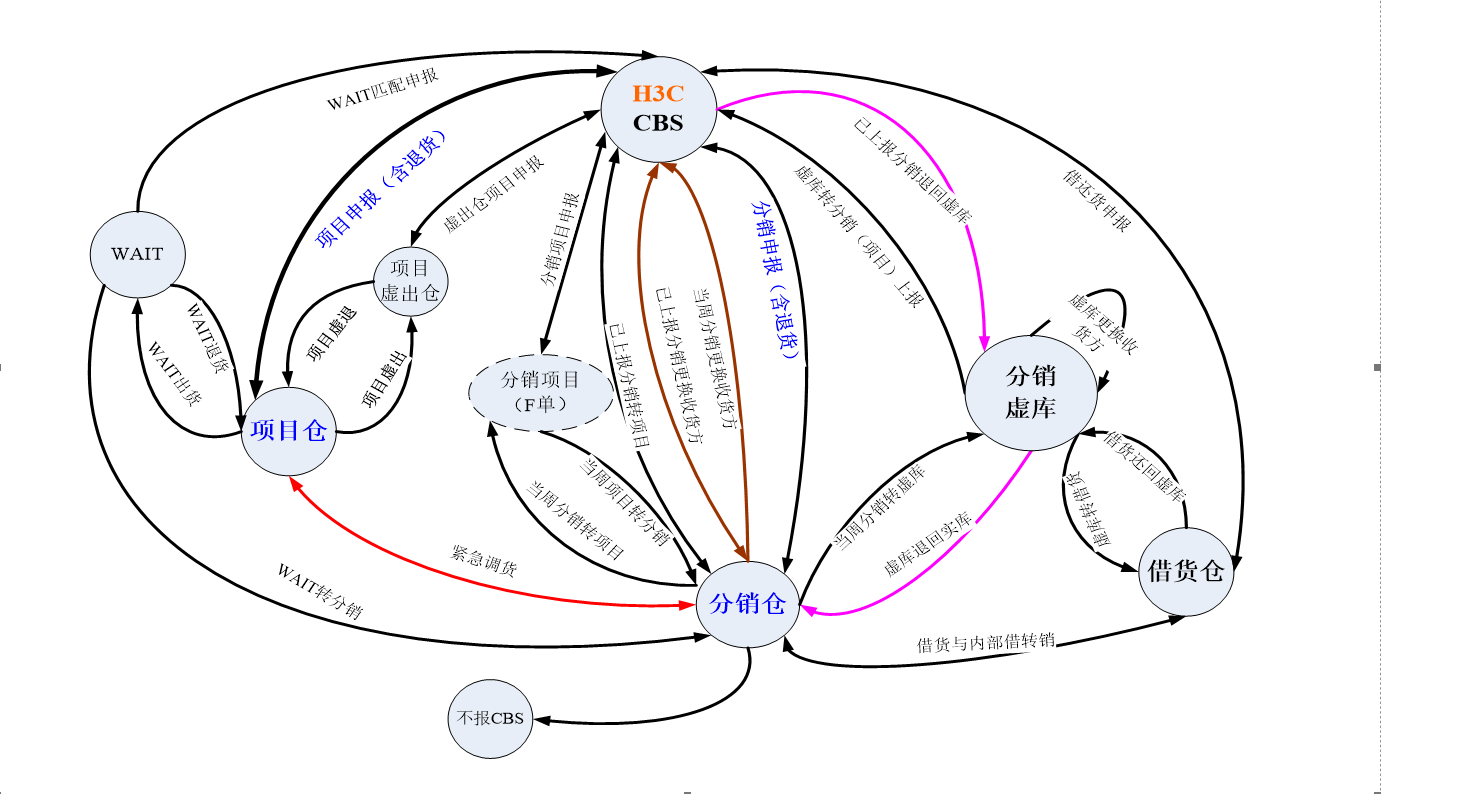 WAIT匹配申报
H3C
CBS
项目申报（含退货）
虚出仓项目申报
已上报分销退回虚库
虚库转分销（项目）上报
借还货申报
分销项目申报
分销申报（含退货）
WAIT
项目
虚出仓
WAIT退货
WAIT出货
项目虚退
项目虚出
已上报分销转项目
已上报分销更换收货方
当周分销更换收货方
虚库更换收
货方
分销
虚库
分销项目
（F单）
项目仓
当周项目转分销
当周分销转项目
当周分销转虚库
虚库退回实库
借货还回虚库
虚库转借货
借货仓
紧急调货
WAIT转分销
分销仓
借货与内部借转销
不报CBS